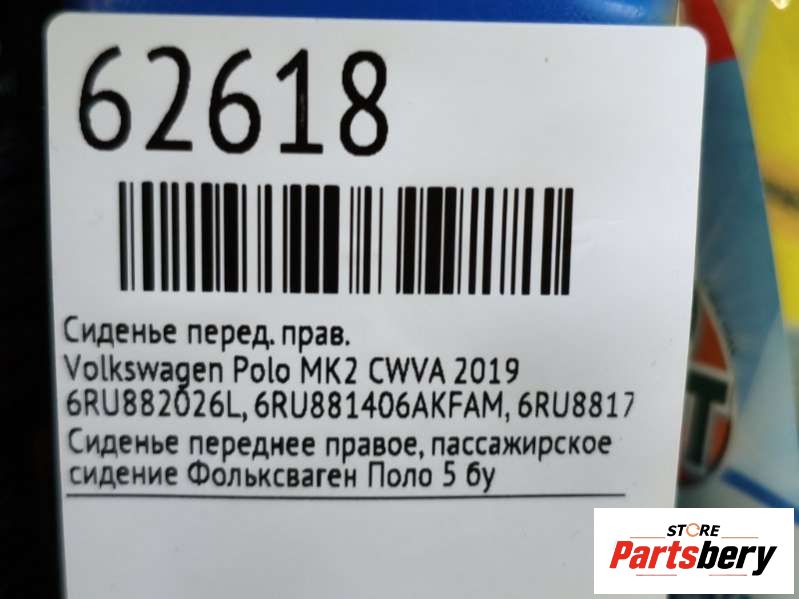 62618
Сиденье перед. прав.
Volkswagen Polo MK2 CWVA 2019
6RU882026L, 6RU881406AKFAM, 6RU8817
Сиденье переднее правое, пассажирское
сидение Фольксваген Поло 5 бу
STORE
Partsbery